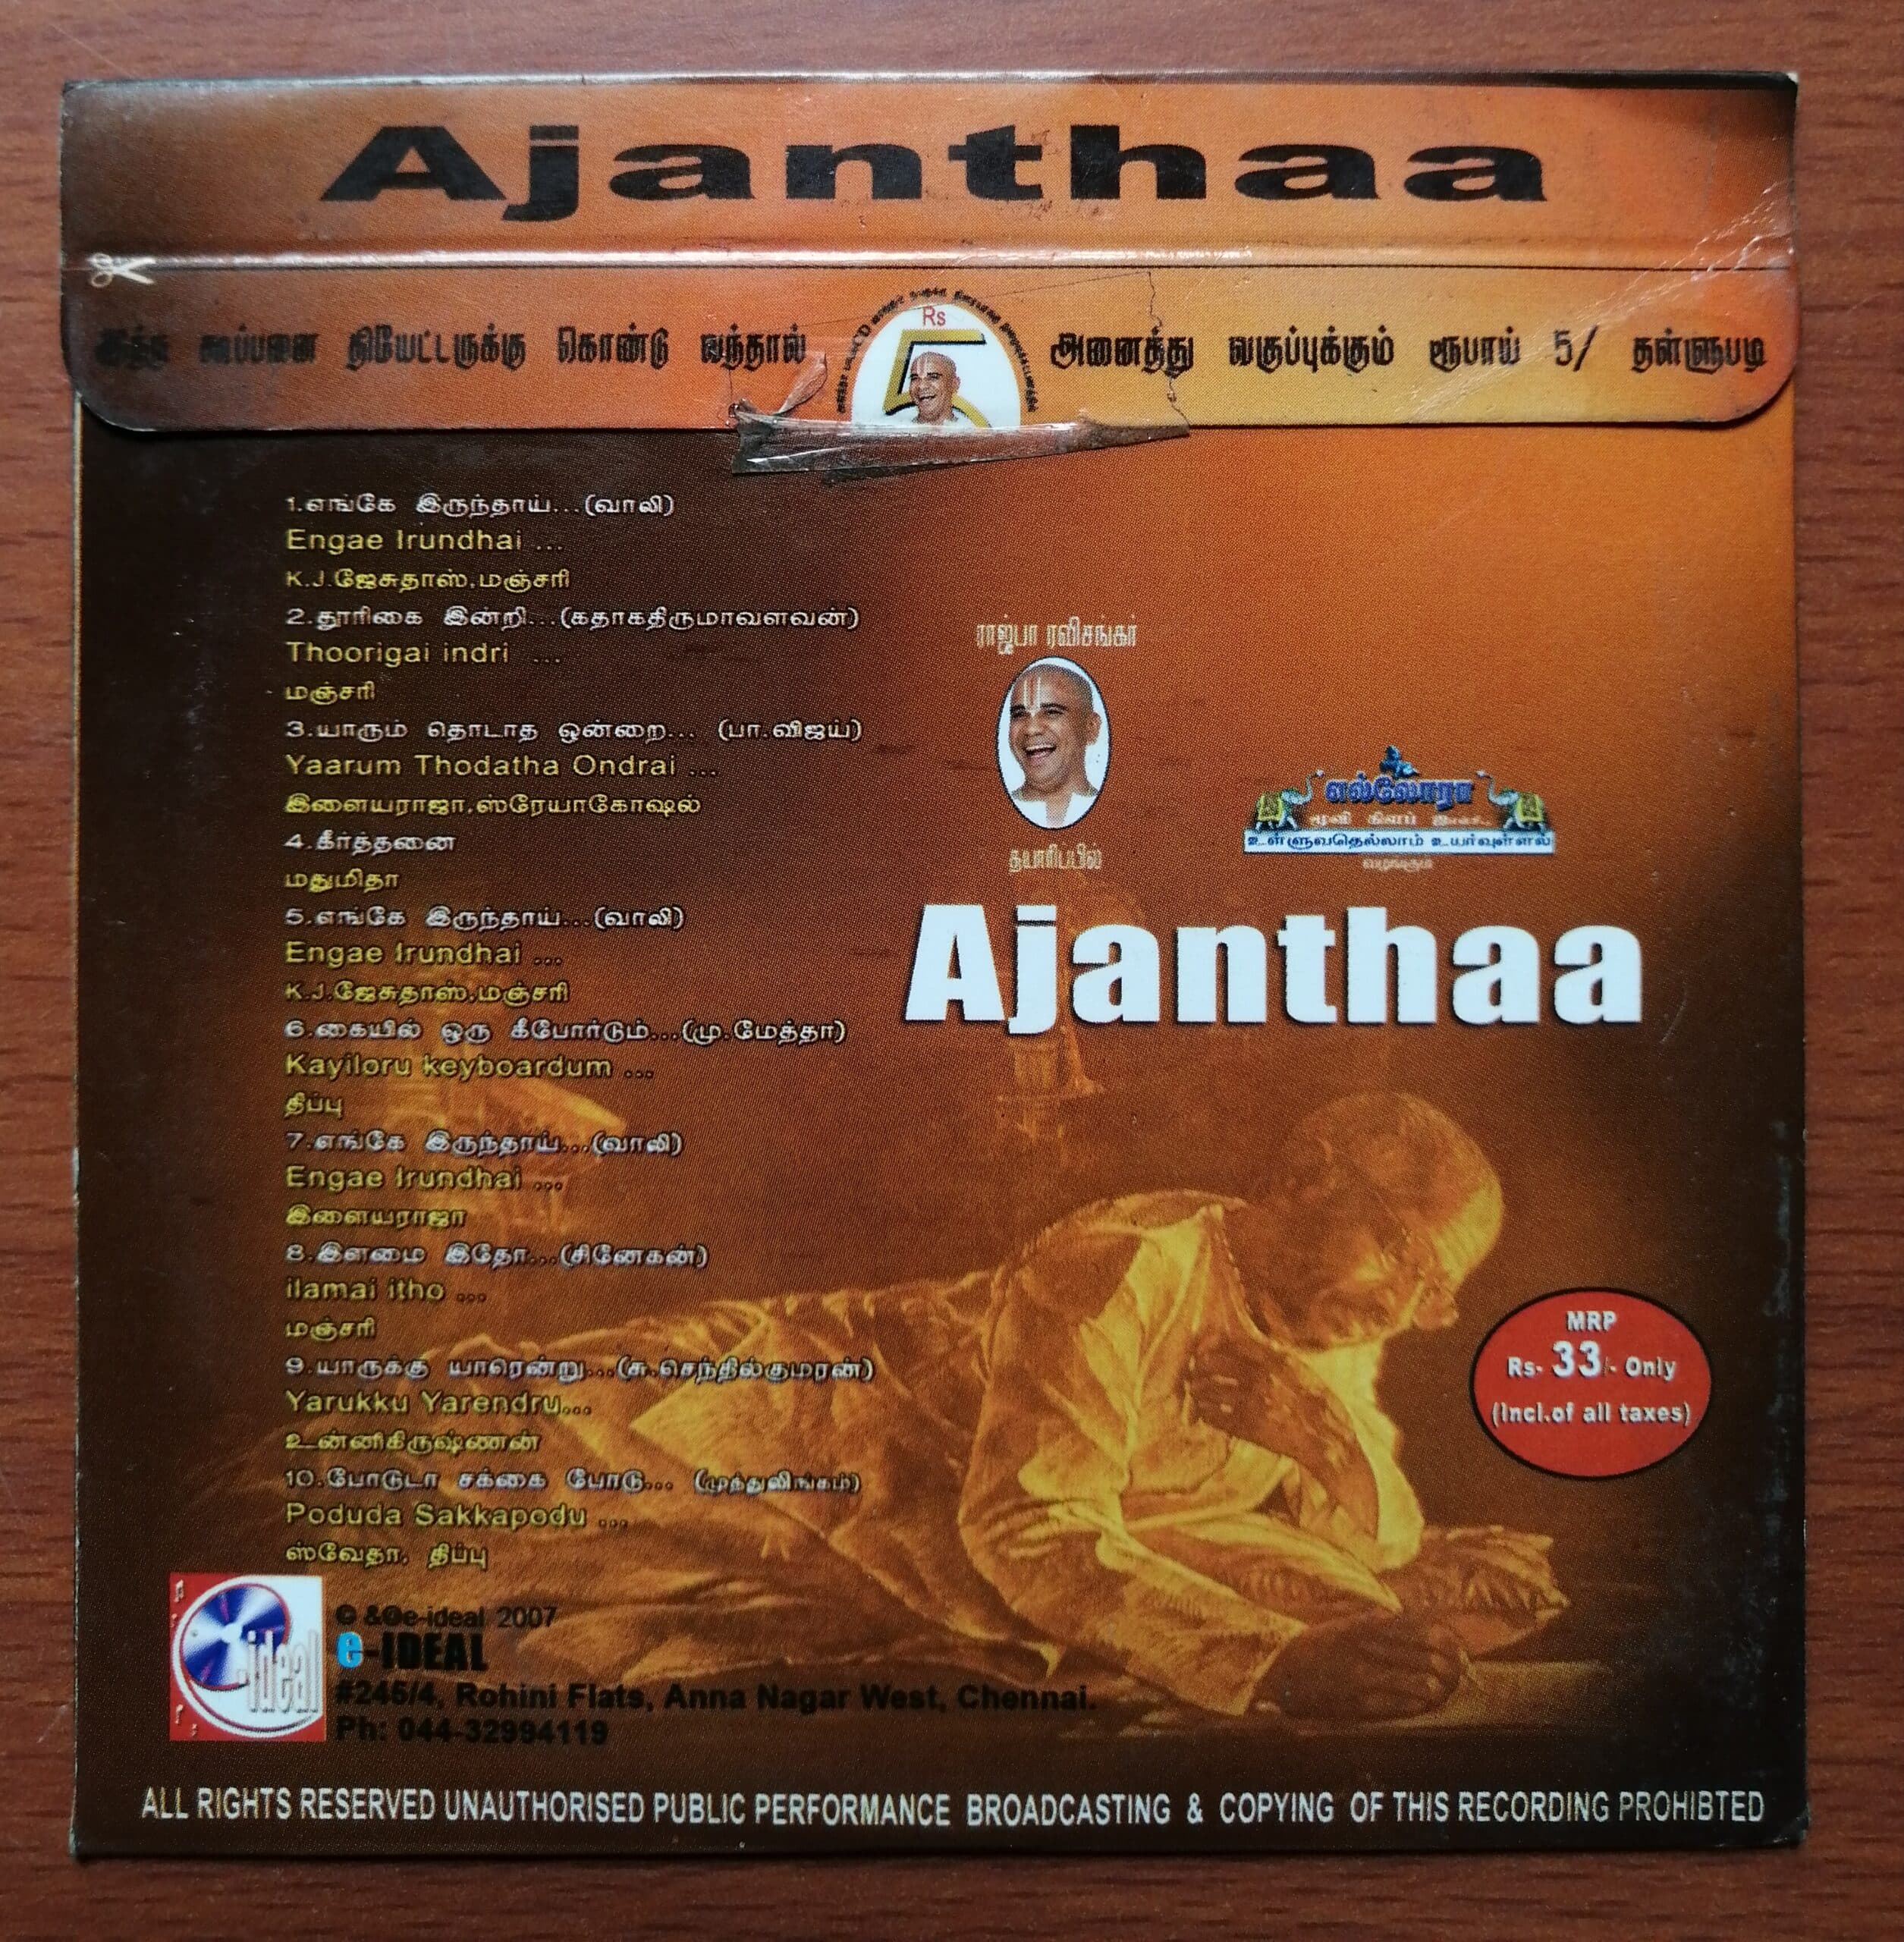 Ajanthaa
இந்த கூப்பனை தியேட்டருக்கு கொண்டு வந்தால்
Rs
5
அனைத்து வகுப்புக்கும் ரூபாய் 5/ தள்ளுபடி
1.எங்கே இருந்தாய்...(வாலி)
Engae Irundhai ...
K.J.ஜேசுதாஸ்,மஞ்சரி
2.தூரிகை இன்றி...(கதாகதிருமாவளவன்)
Thoorigai indri ...
மஞ்சரி
3.யாரும் தொடாத ஒன்றை... (பா.விஜய்)
Yaarum Thodatha Ondrai ...
இளையராஜா,ஸ்ரேயாகோஷல்
4.கீர்த்தனை
மதுமிதா
5.எங்கே இருந்தாய்...(வாலி)
Engae Irundhai ...
K.J.ஜேசுதாஸ்,மஞ்சரி
6.கையில் ஒரு கீபோர்டும்...(மு.மேத்தா)
Kayiloru keyboardum ...
திப்பு
7.எங்கே இருந்தாய்...(வாலி)
Engae Irundhai ...
இளையராஜா
8.இளமை இதோ...(சினேகன்)
ilamai itho ...
மஞ்சரி
9.யாருக்கு யாரென்று...(சு.செந்தில்குமரன்)
Yarukku Yarendru...
உன்னிகிருஷ்ணன்
10.போடுடா சக்கை போடு... (முத்துலிங்கம்)
Poduda Sakkapodu ...
ஸ்வேதா, திப்பு
ராஜ்பா ரவிசங்கர்
தயாரிப்பில்
எல்லோரா
உள்ளுவதெல்லாம் உயர்வுள்ளல்
வழங்கும்
Ajanthaa
MRP
Rs- 33/- Only
(Incl.of all taxes)
ideal
© &℗e-ideal 2007
e-IDEAL
#245/4, Rohini Flats, Anna Nagar West, Chennai.
Ph: 044-32994119
ALL RIGHTS RESERVED UNAUTHORISED PUBLIC PERFORMANCE BROADCASTING & COPYING OF THIS RECORDING PROHIBTED